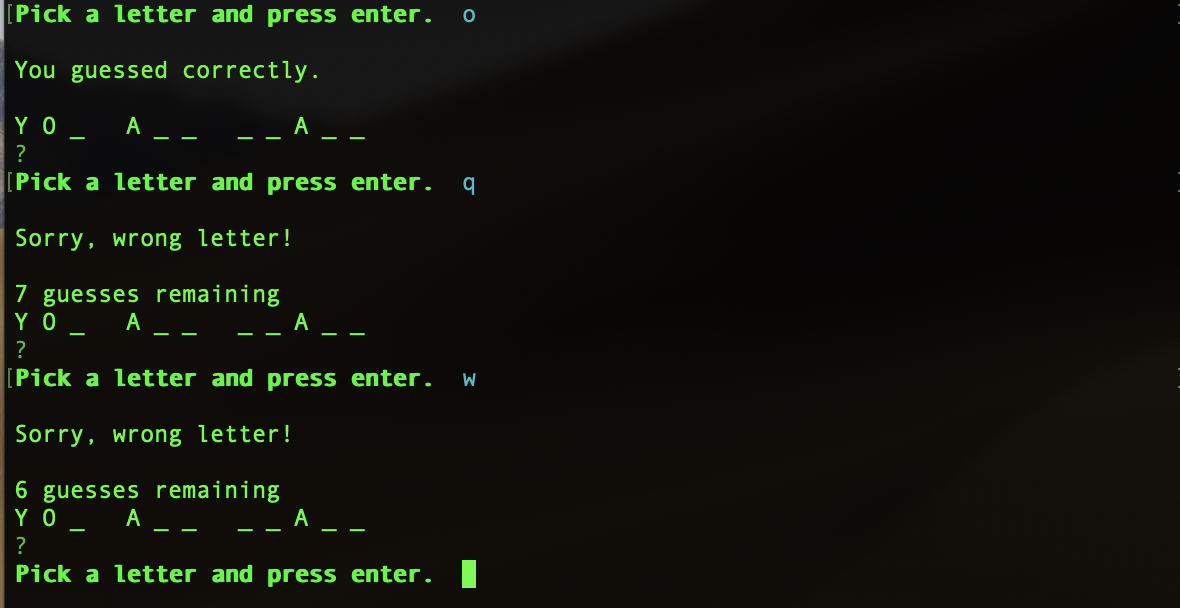 [Pick a letter and press enter.  o
You guessed correctly.
Y O _   A _ _   _ _ A _ _
?
[Pick a letter and press enter.  q
Sorry, wrong letter!
7 guesses remaining
Y O _   A _ _   _ _ A _ _
?
[Pick a letter and press enter.  w
Sorry, wrong letter!
6 guesses remaining
Y O _   A _ _   _ _ A _ _
?
Pick a letter and press enter.